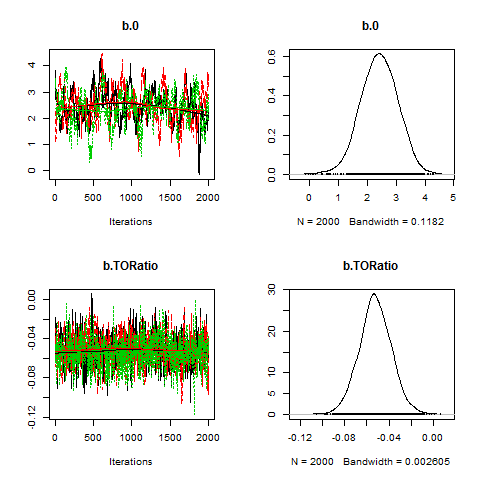 b.0
b.0
4
3
2
1
0
0.6
0.4
0.2
0.0
0 500 1000 1500 2000
0 1 2 3 4 5
Iterations
N = 2000 Bandwidth = 0.1182
b.TORatio
b.TORatio
0.00
-0.04
-0.08
-0.12
30
20
10
5
0
0 500 1000 1500 2000
-0.12 -0.08 -0.04 0.00
Iterations
N = 2000 Bandwidth = 0.002605